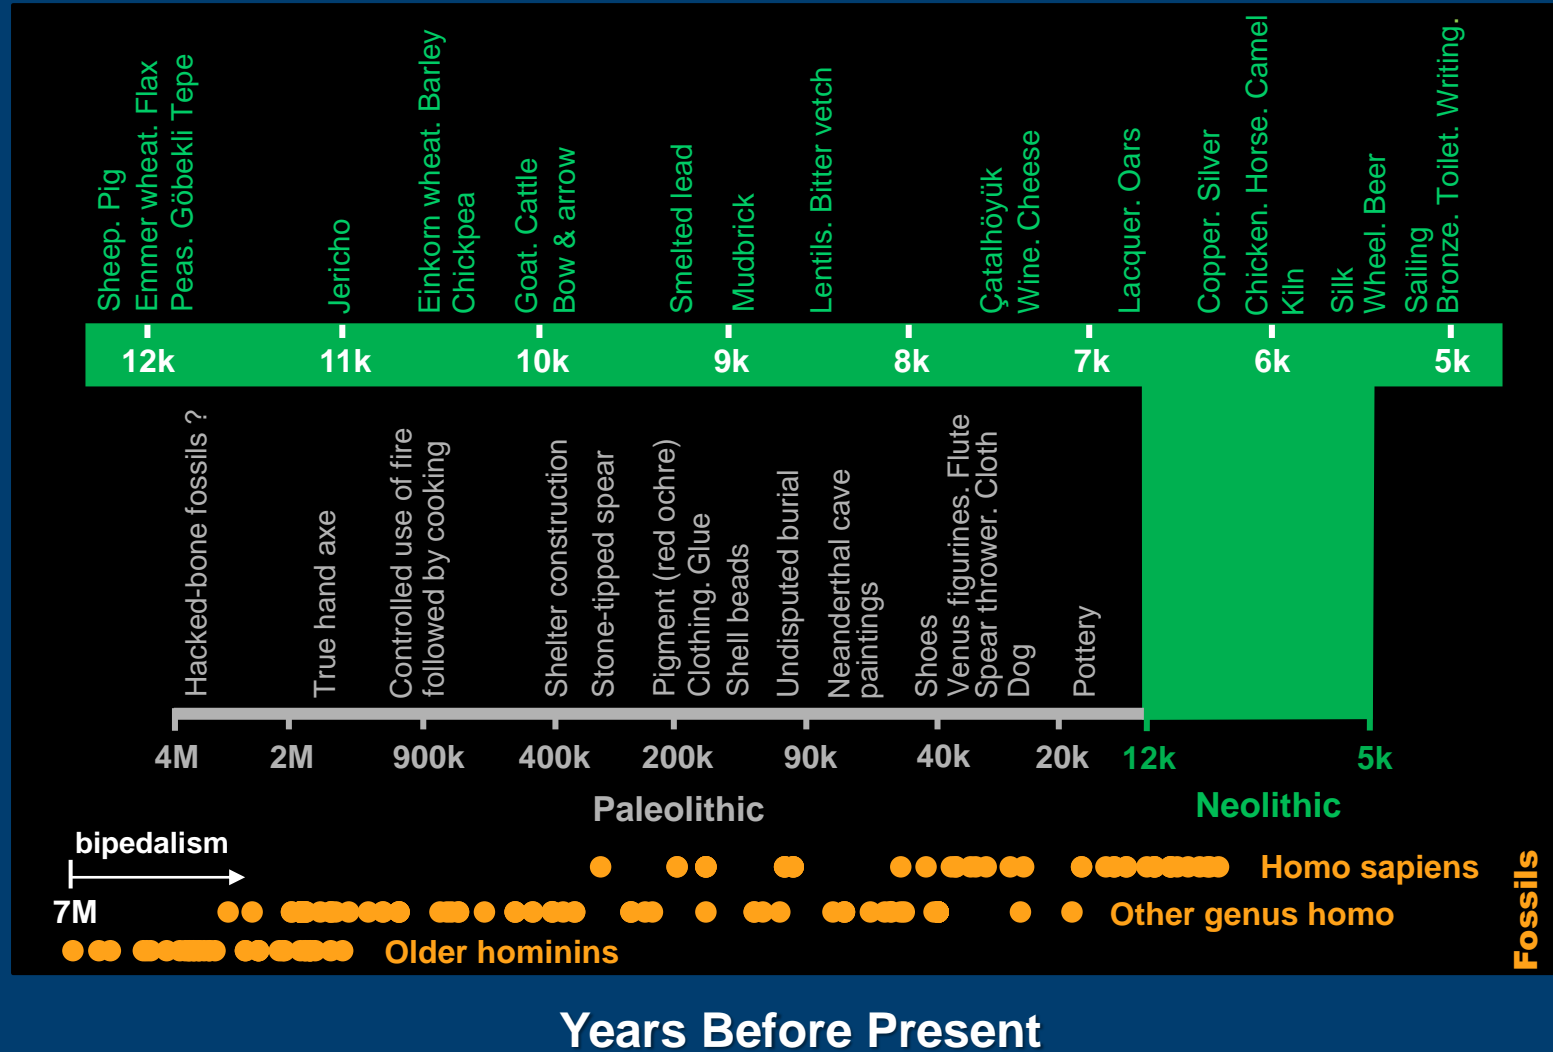 Sheep. Pig
Emmer wheat. Flax
Peas. Göbekli Tepe
Jericho
Einkorn wheat. Barley
Chickpea
Goat. Cattle
Bow & arrow
Smelted lead
Mudbrick
Lentils. Bitter vetch
Çatalhöyük
Wine. Cheese
Lacquer. Oars
Copper. Silver
Chicken. Horse. Camel
Kiln
Silk
Wheel. Beer
Sailing
Bronze. Toilet. Writing.
12k
11k
10k
9k
8k
7k
6k
5k
Hacked-bone fossils ?
True hand axe
Controlled use of fire
followed by cooking
Shelter construction
Stone-tipped spear
Pigment (red ochre)
Clothing. Glue
Shell beads
Undisputed burial
Neanderthal cave
paintings
Shoes
Venus figurines. Flute
Spear thrower. Cloth
Dog
Pottery
4M
2M
900k
400k
200k
90k
40k
20k
12k
5k
Paleolithic
Neolithic
bipedalism
7M
Homo sapiens
Other genus homo
Older hominins
Fossils
Years Before Present